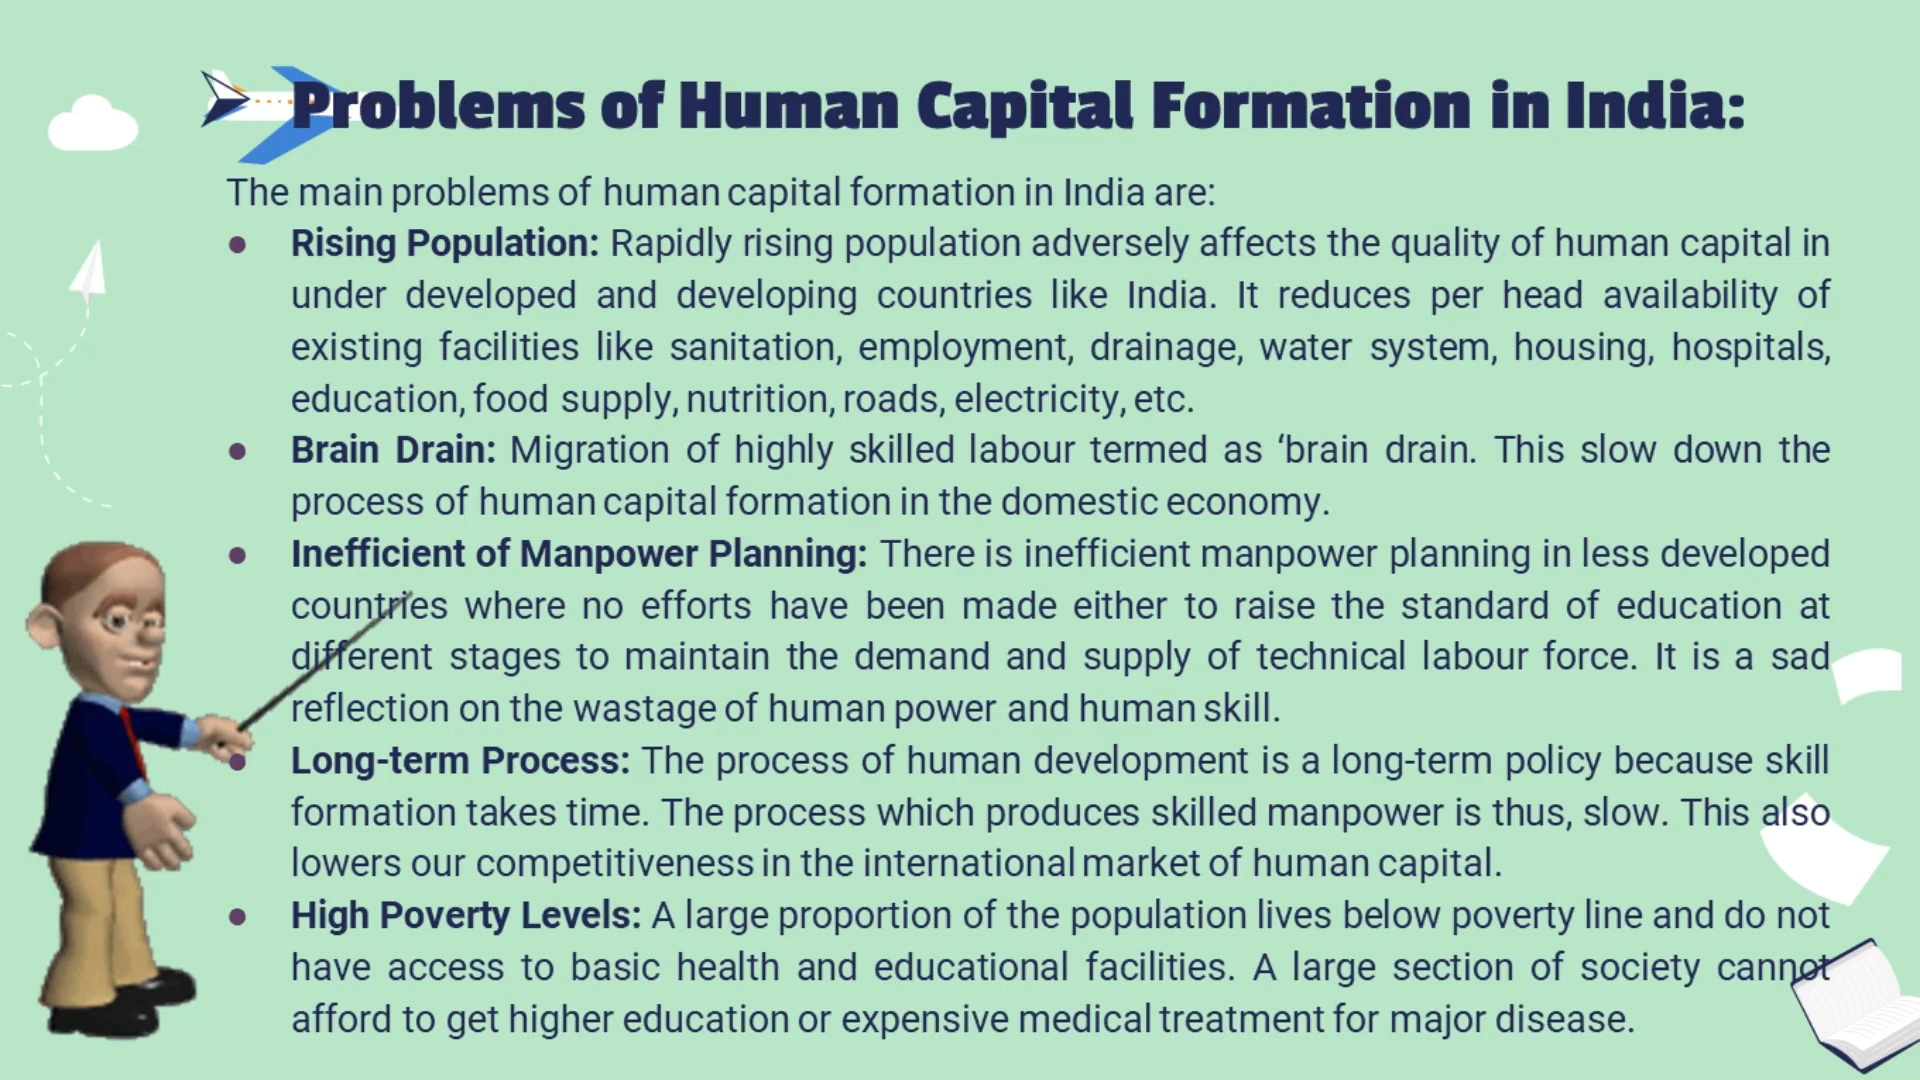 Problems of Human Capital Formation in India:
The main problems of human capital formation in India are:
● Rising Population: Rapidly rising population adversely affects the quality of human capital in
under developed and developing countries like India. It reduces per head availability of
existing facilities like sanitation, employment, drainage, water system, housing, hospitals,
education, food supply, nutrition, roads, electricity, etc.
● Brain Drain: Migration of highly skilled labour termed as ‘brain drain. This slow down the
process of human capital formation in the domestic economy.
● Inefficient of Manpower Planning: There is inefficient manpower planning in less developed
countries where no efforts have been made either to raise the standard of education at
different stages to maintain the demand and supply of technical labour force. It is a sad
reflection on the wastage of human power and human skill.
● Long-term Process: The process of human development is a long-term policy because skill
formation takes time. The process which produces skilled manpower is thus, slow. This also
lowers our competitiveness in the international market of human capital.
● High Poverty Levels: A large proportion of the population lives below poverty line and do not
have access to basic health and educational facilities. A large section of society cannot
afford to get higher education or expensive medical treatment for major disease.